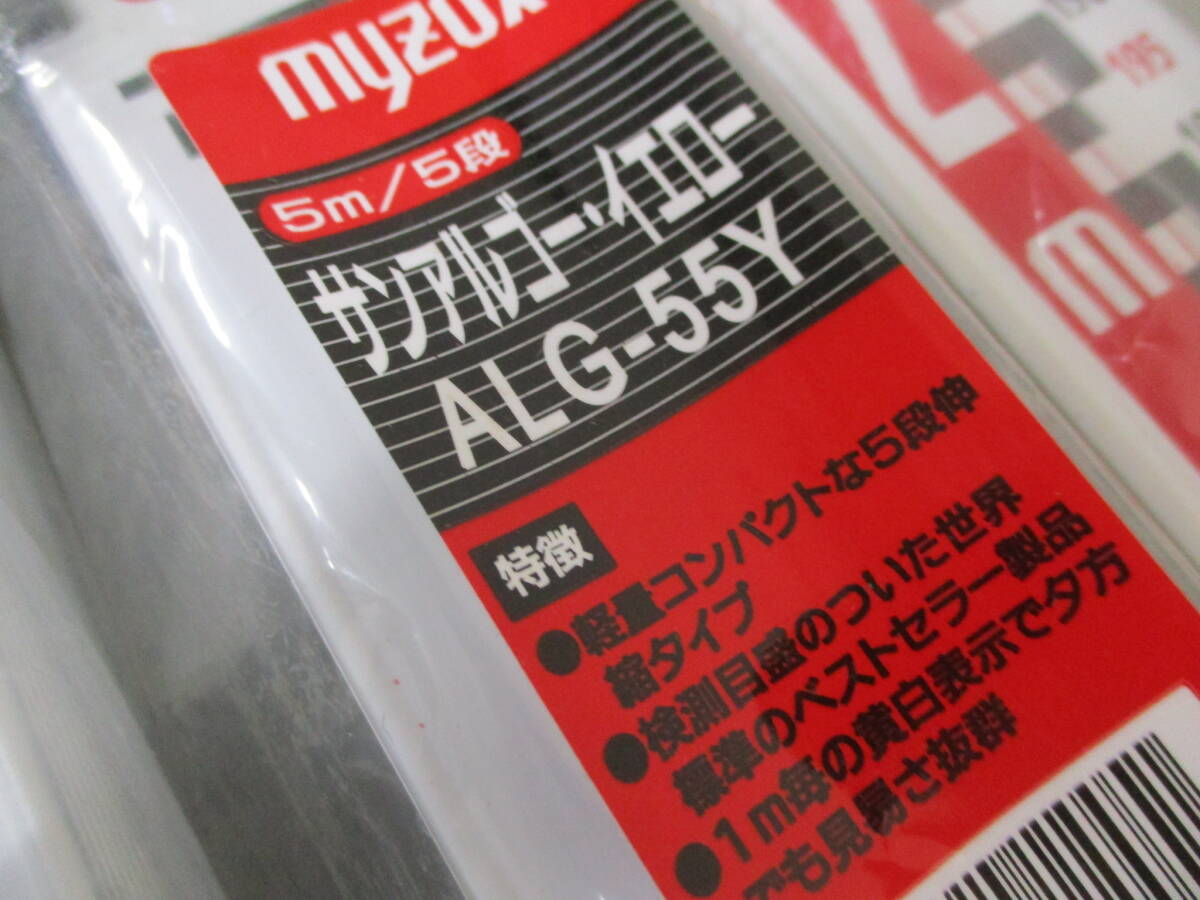 myzox
5m/5段
サンアルゴー・イエロー
ALG-55Y
特徴
●軽量コンパクトな5段伸
縮タイプ
●検測目盛のついた世界
標準のベストセラー製品
●1m毎の黄白表示で夕方
でも見易さ抜群
195
m